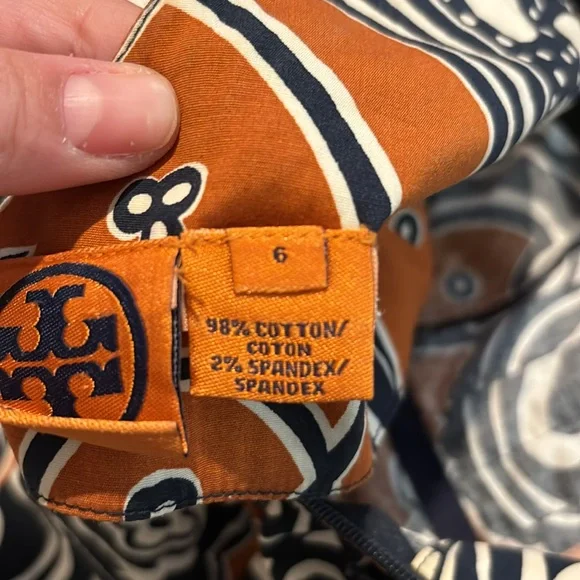 6
98% COTTON/
COTON
2% SPANDEX/
SPANDEX